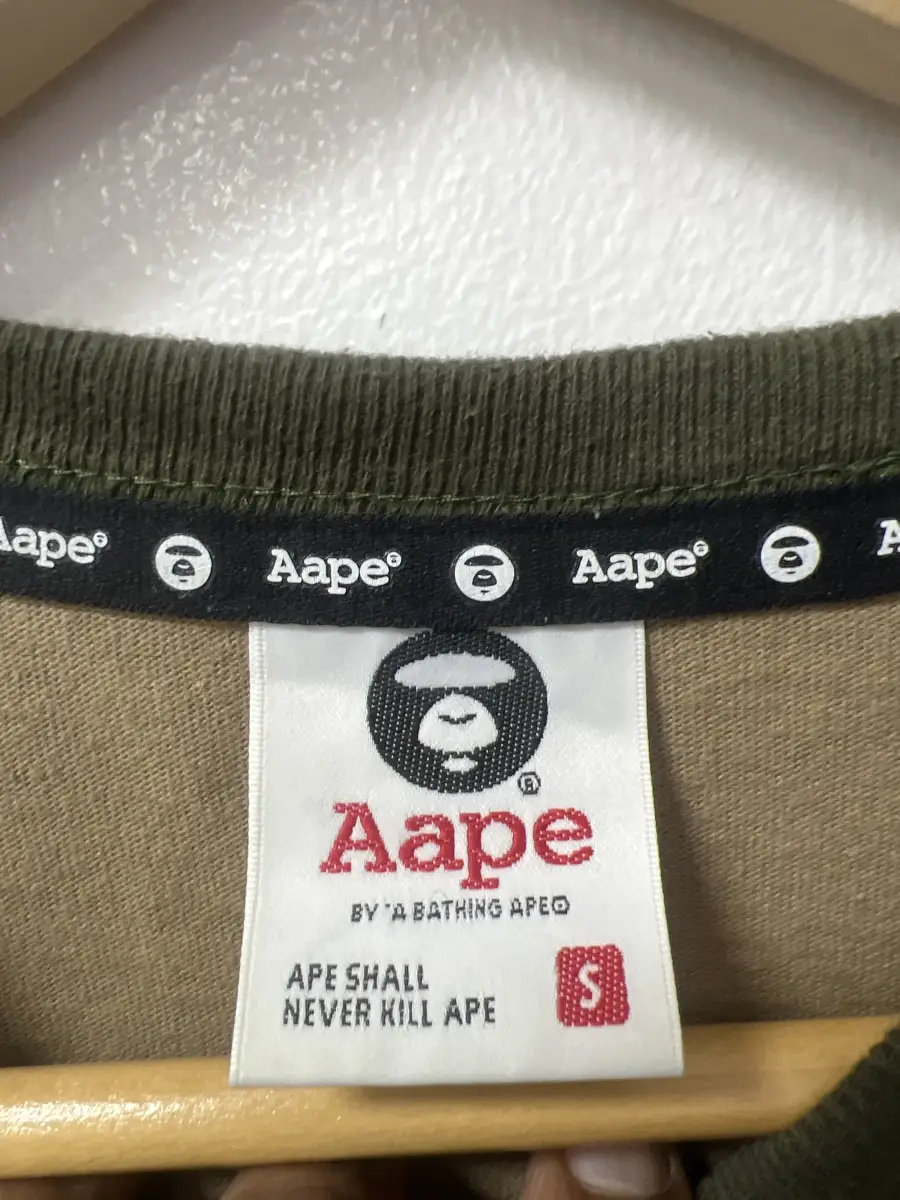 Aape® Aape® Aape® A
®
Aape
BY *A BATHING APE®
APE SHALL
NEVER KILL APE
S